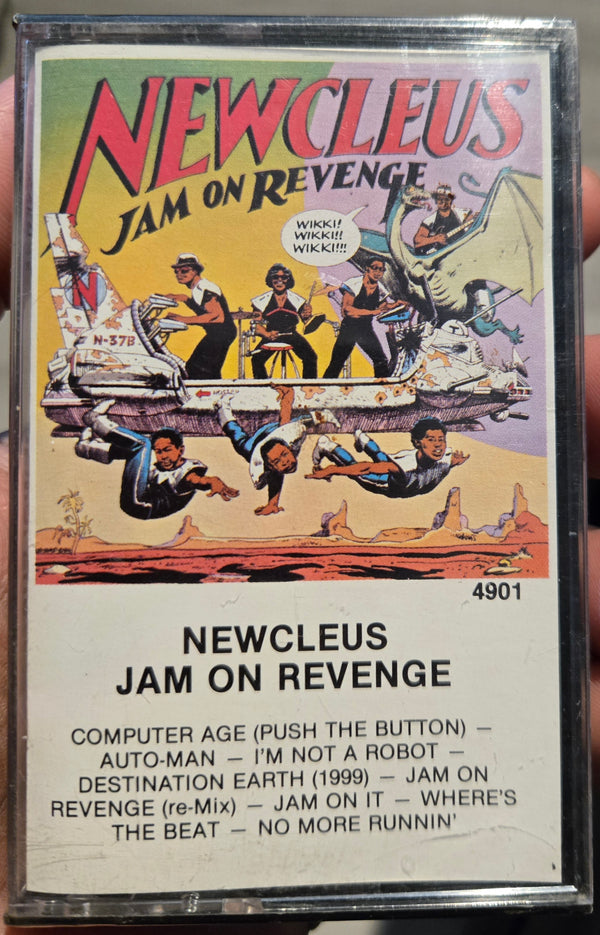 NEWCLEUS
JAM ON REVENGE
WIKKI!
WIKKI!!
WIKKI!!!
N
N-37B
4901
NEWCLEUS
JAM ON REVENGE
COMPUTER AGE (PUSH THE BUTTON) –
AUTO-MAN – I'M NOT A ROBOT –
DESTINATION EARTH (1999) – JAM ON
REVENGE (re-Mix) – JAM ON IT – WHERE'S
THE BEAT – NO MORE RUNNIN'